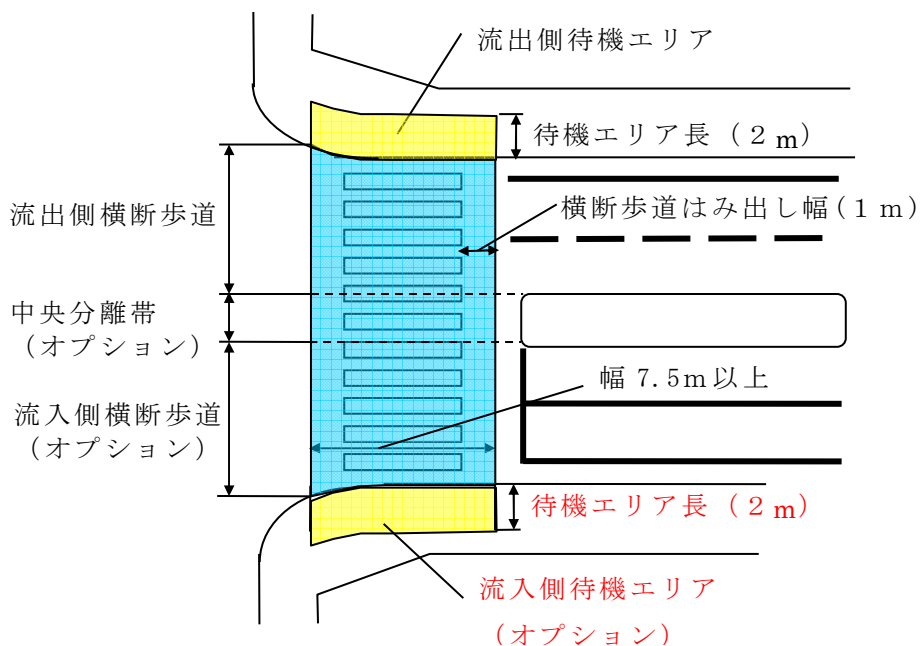 流出側待機エリア
待機エリア長（２ｍ）
横断歩道はみ出し幅(１ｍ)
流出側横断歩道
中央分離帯
（オプション）
幅 7.5m以上
流入側横断歩道
（オプション）
待機エリア長（２ｍ）
流入側待機エリア
（オプション）